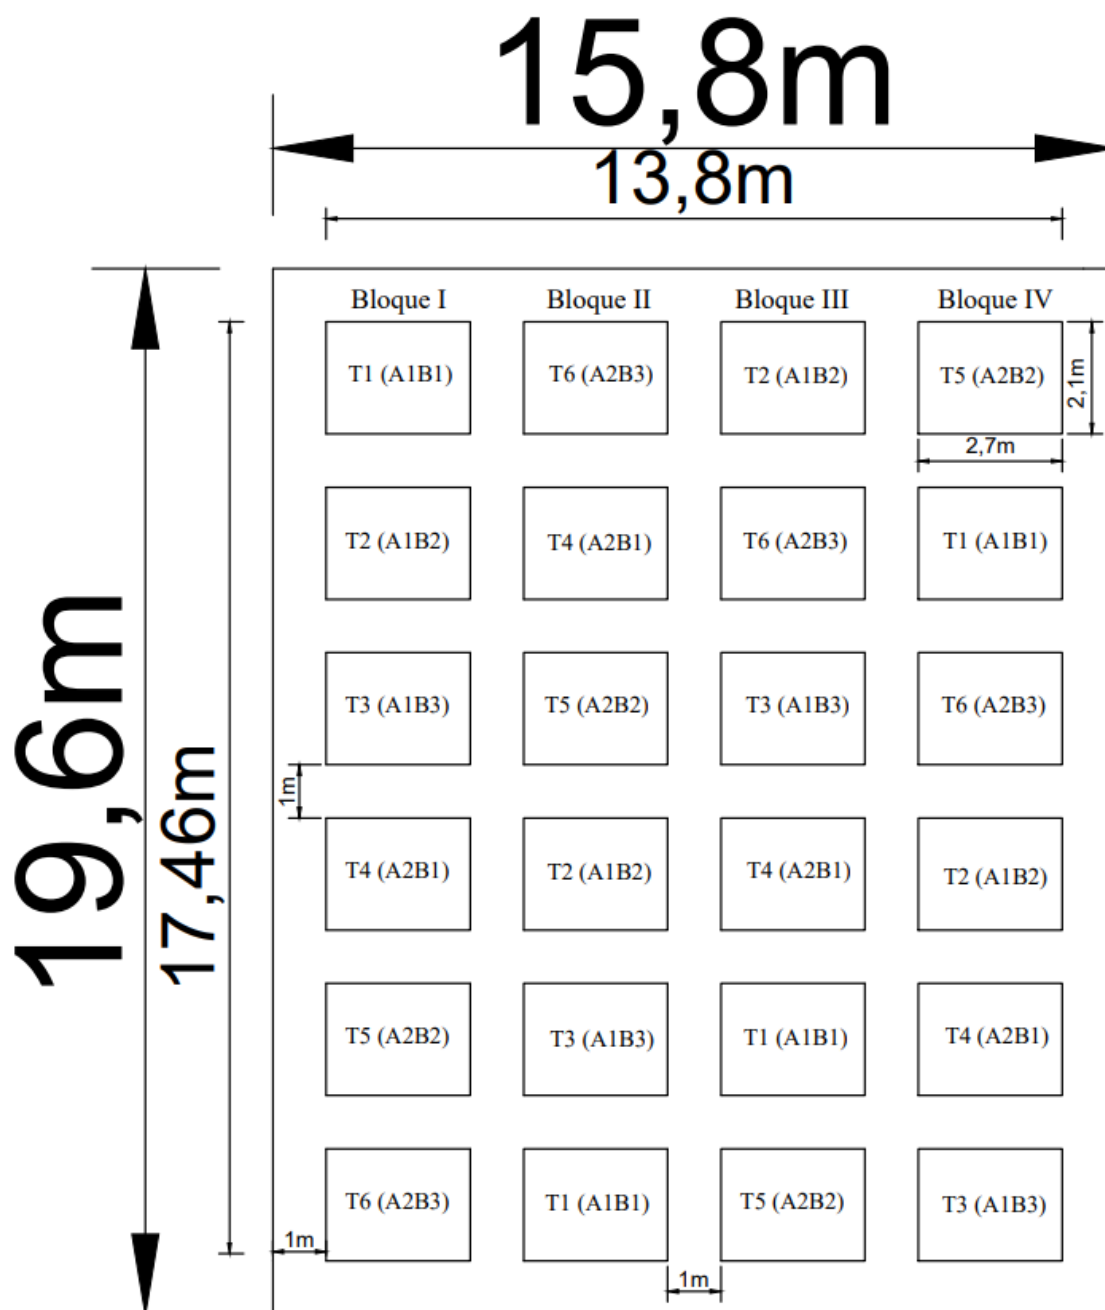 15,8m
13,8m
Bloque I Bloque II Bloque III Bloque IV
T1 (A1B1) T6 (A2B3) T2 (A1B2) T5 (A2B2)
2,1m
2,7m
T2 (A1B2) T4 (A2B1) T6 (A2B3) T1 (A1B1)
T3 (A1B3) T5 (A2B2) T3 (A1B3) T6 (A2B3)
19,6m
17,46m
1m
T4 (A2B1) T2 (A1B2) T4 (A2B1) T2 (A1B2)
T5 (A2B2) T3 (A1B3) T1 (A1B1) T4 (A2B1)
T6 (A2B3) T1 (A1B1) T5 (A2B2) T3 (A1B3)
1m
1m